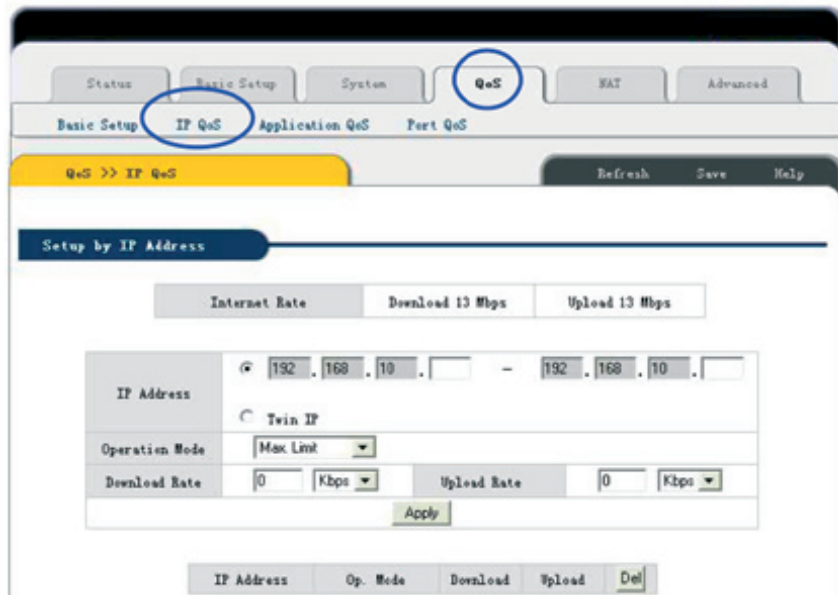 Status Basic Setup System QoS NAT Advanced
Basic Setup IP QoS Application QoS Port QoS
QoS >> IP QoS Refresh Save Help
Setup by IP Address
Internet Rate Download 13 Mbps Upload 13 Mbps
IP Address 192 . 168 . 10 . – 192 . 168 . 10 .
Twin IP
Operation Mode Max. Limit
Download Rate 0 Kbps Upload Rate 0 Kbps
Apply
IP Address Op. Mode Download Upload Del